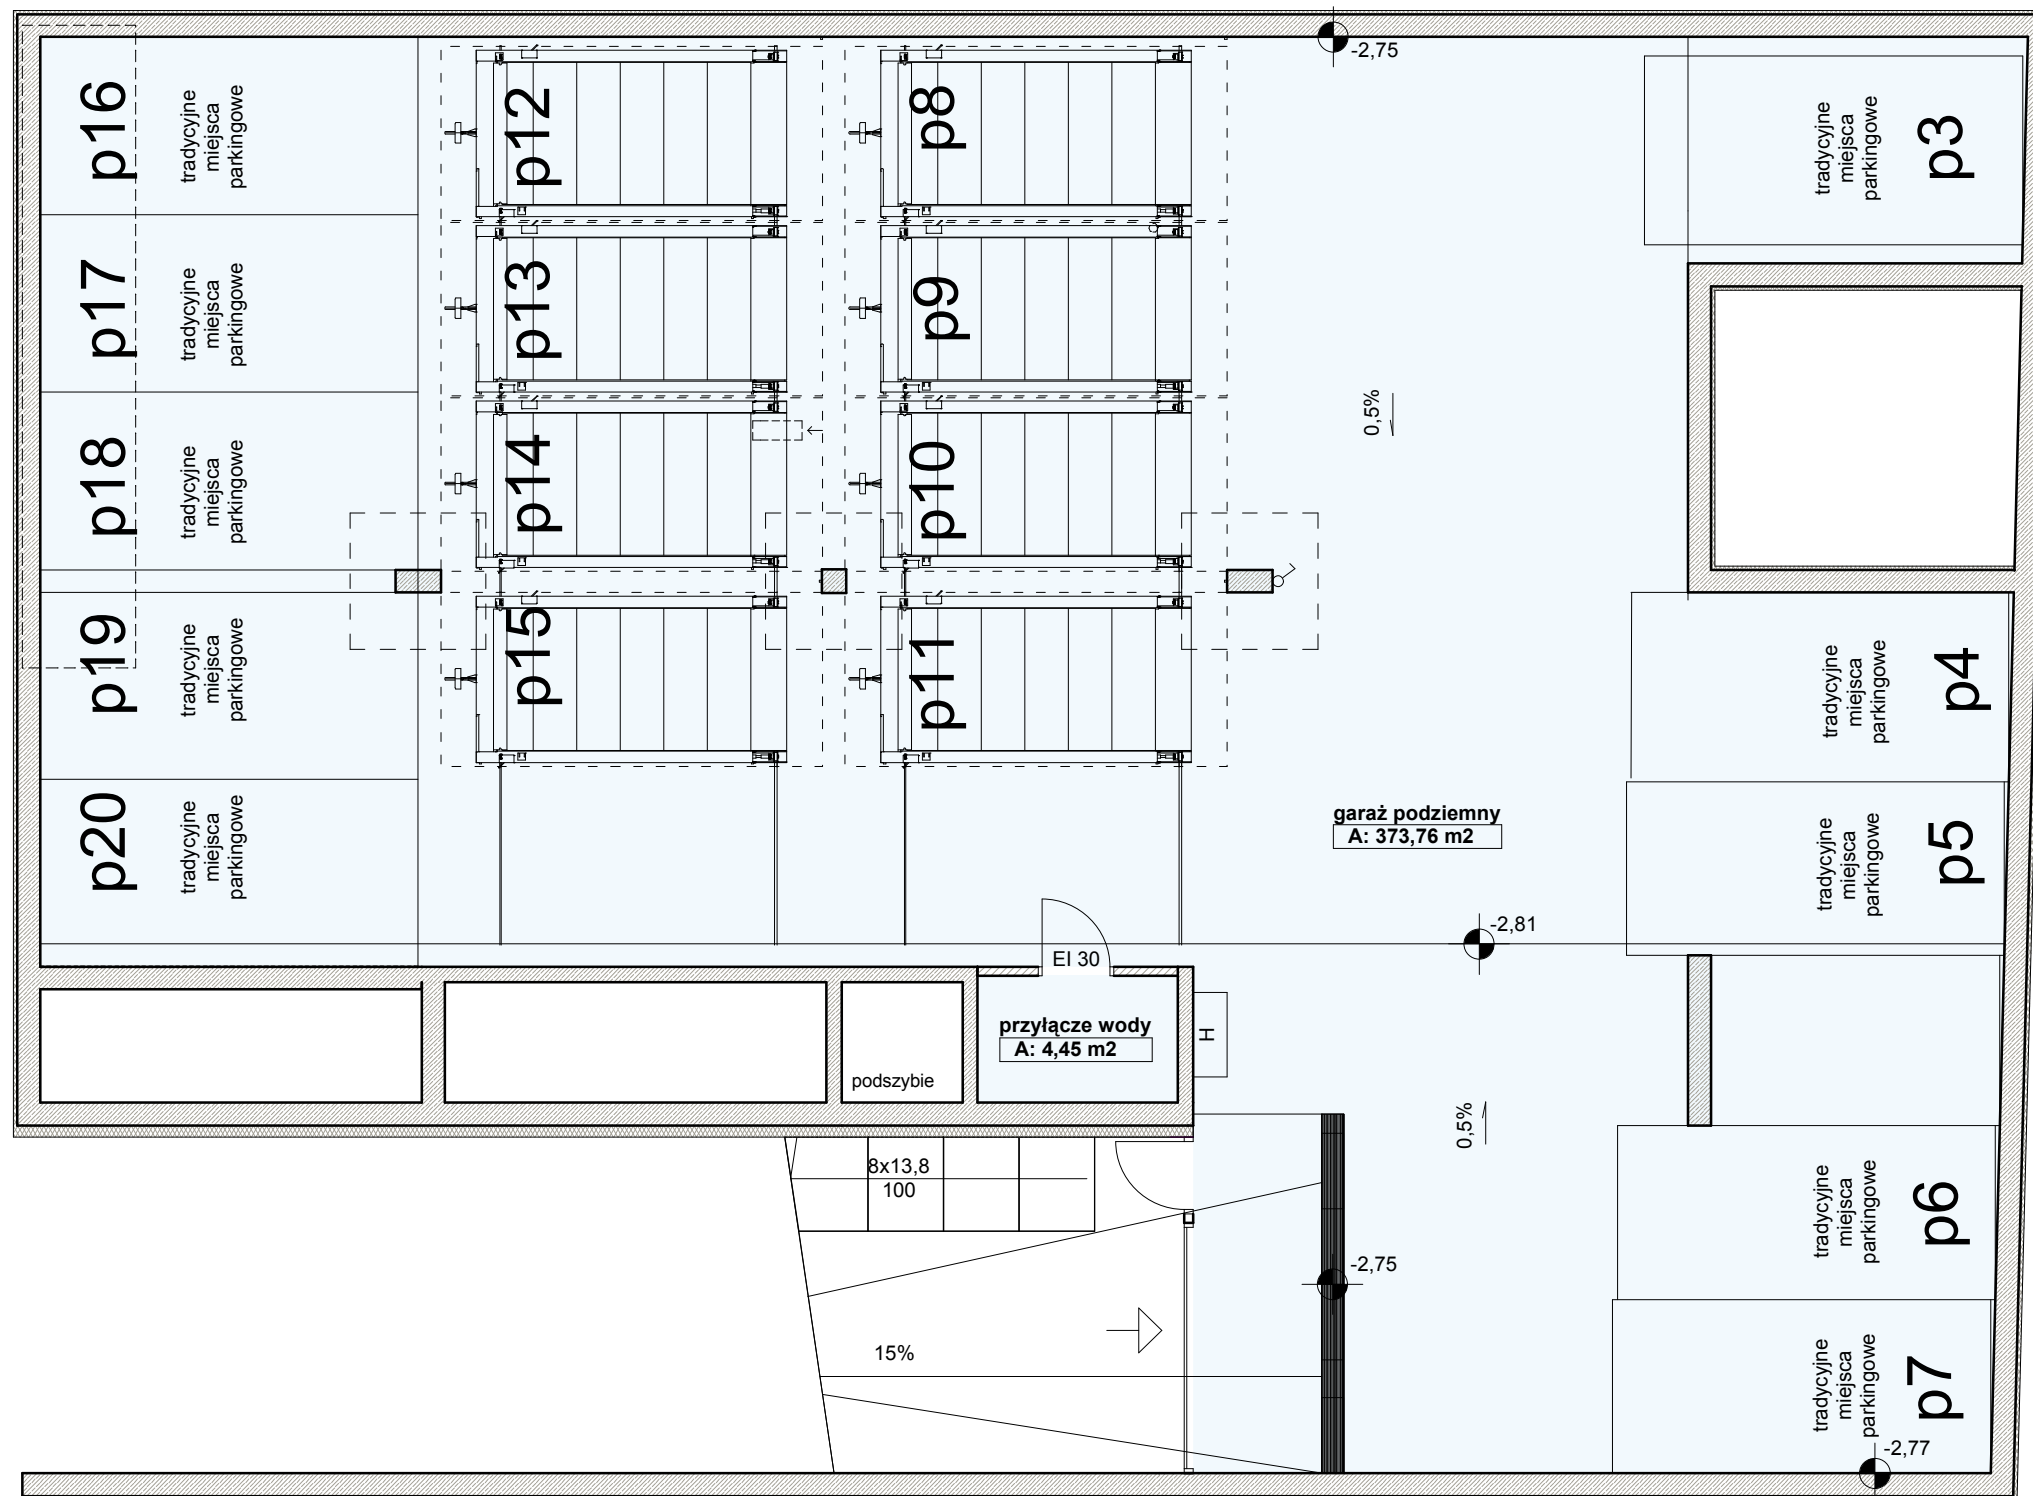 -2,75
p16
tradycyjne
miejsca
parkingowe
p12
p8
tradycyjne
miejsca
parkingowe
p3
p17
tradycyjne
miejsca
parkingowe
p13
p9
0,5%
p18
tradycyjne
miejsca
parkingowe
p14
p10
p19
tradycyjne
miejsca
parkingowe
p15
p11
tradycyjne
miejsca
parkingowe
p4
p20
tradycyjne
miejsca
parkingowe
garaż podziemny
A: 373,76 m2
tradycyjne
miejsca
parkingowe
p5
-2,81
EI 30
przyłącze wody
A: 4,45 m2
H
podszybie
0,5%
8x13,8
100
tradycyjne
miejsca
parkingowe
p6
-2,75
15%
tradycyjne
miejsca
parkingowe
p7
-2,77